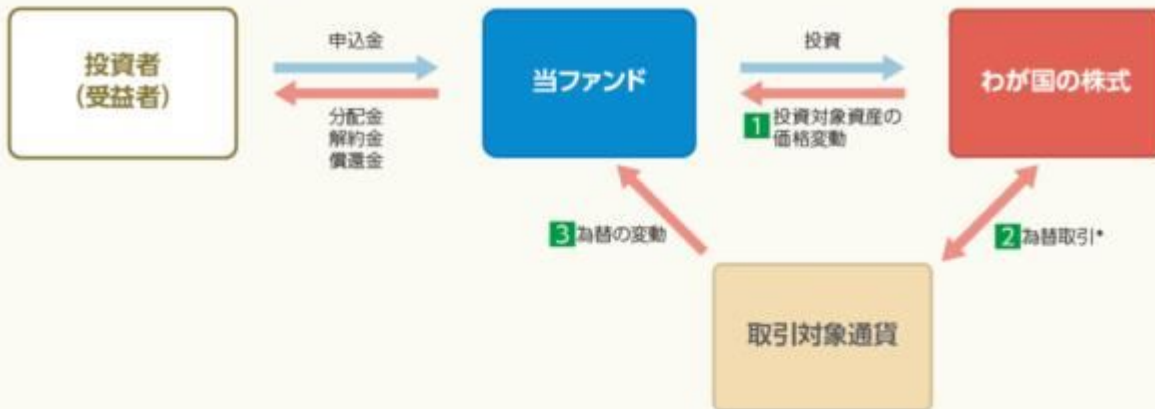 投資者
(受益者)
申込金
分配金
解約金
償還金
当ファンド
投資
1 投資対象資産の
価格変動
わが国の株式
3 為替の変動
2 為替取引*
取引対象通貨